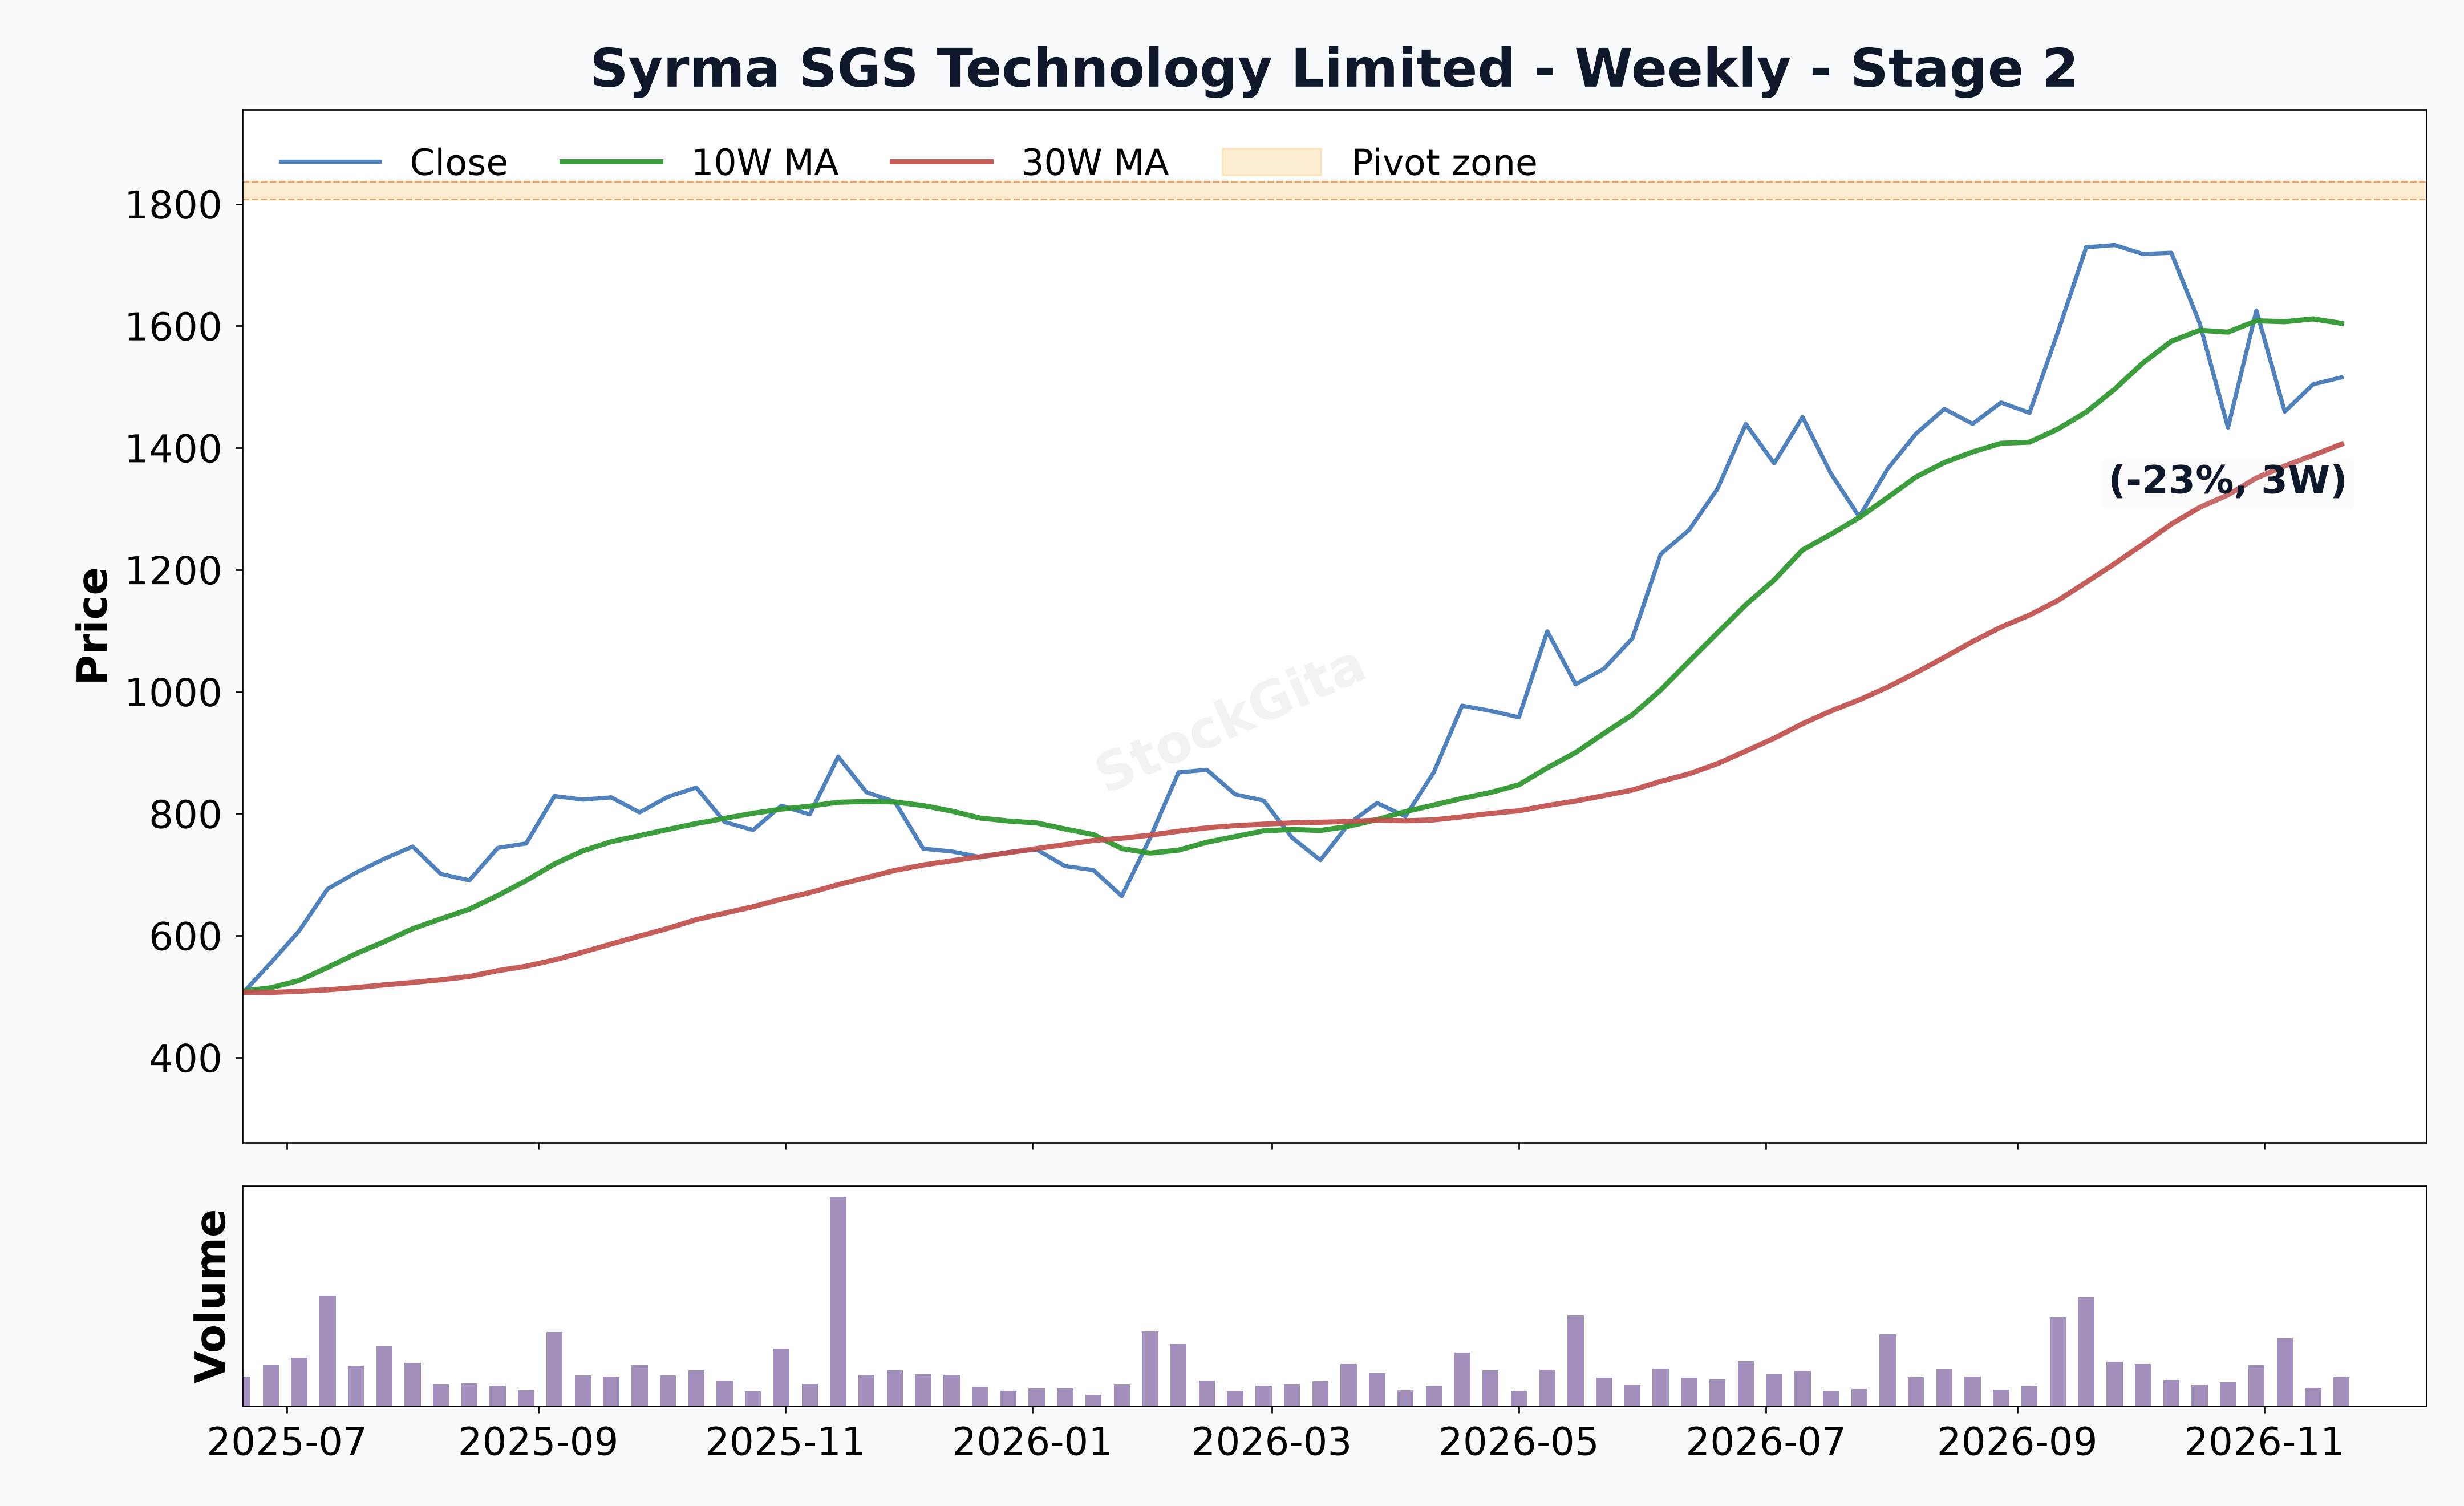 Syrma SGS Technology Limited - Weekly - Stage 2
Close 10W MA 30W MA Pivot zone
1800
1600
1400
1200
1000
800
600
400
Price
(-23%, 3W)
StockGita
Volume
2025-07 2025-09 2025-11 2026-01 2026-03 2026-05 2026-07 2026-09 2026-11